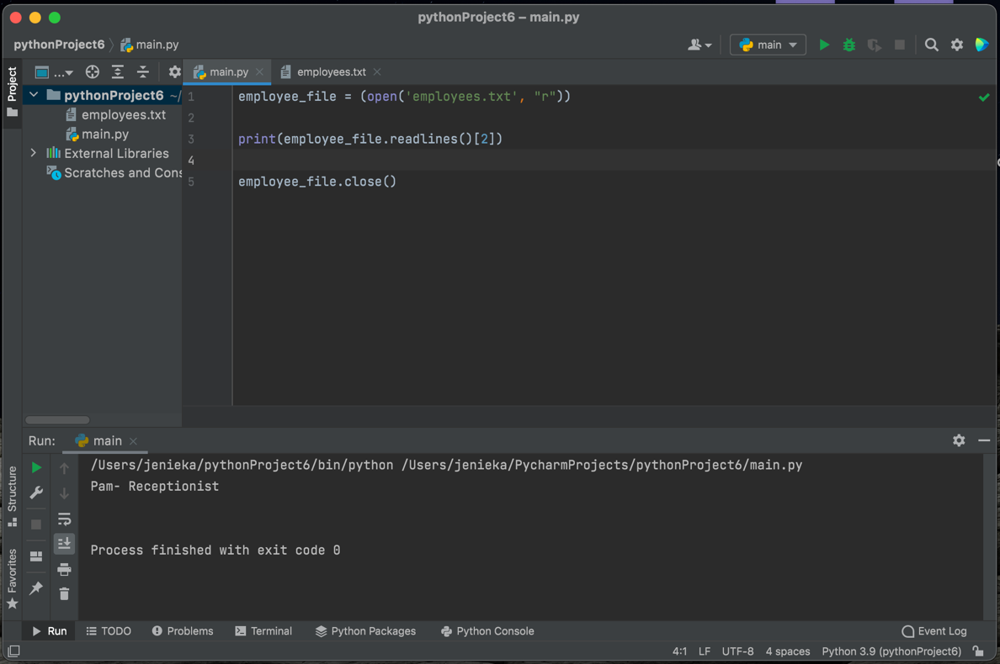 pythonProject6 – main.py
pythonProject6 main.py
main
Project
...
main.py employees.txt
pythonProject6 ~/
employees.txt
main.py
External Libraries
Scratches and Cons
1 employee_file = (open('employees.txt', "r"))
2
3 print(employee_file.readlines()[2])
4
5 employee_file.close()
Run: main
/Users/jenieka/pythonProject6/bin/python /Users/jenieka/PycharmProjects/pythonProject6/main.py
Pam- Receptionist
Process finished with exit code 0
Structure
Favorites
Run TODO Problems Terminal Python Packages Python Console Event Log
4:1 LF UTF-8 4 spaces Python 3.9 (pythonProject6)